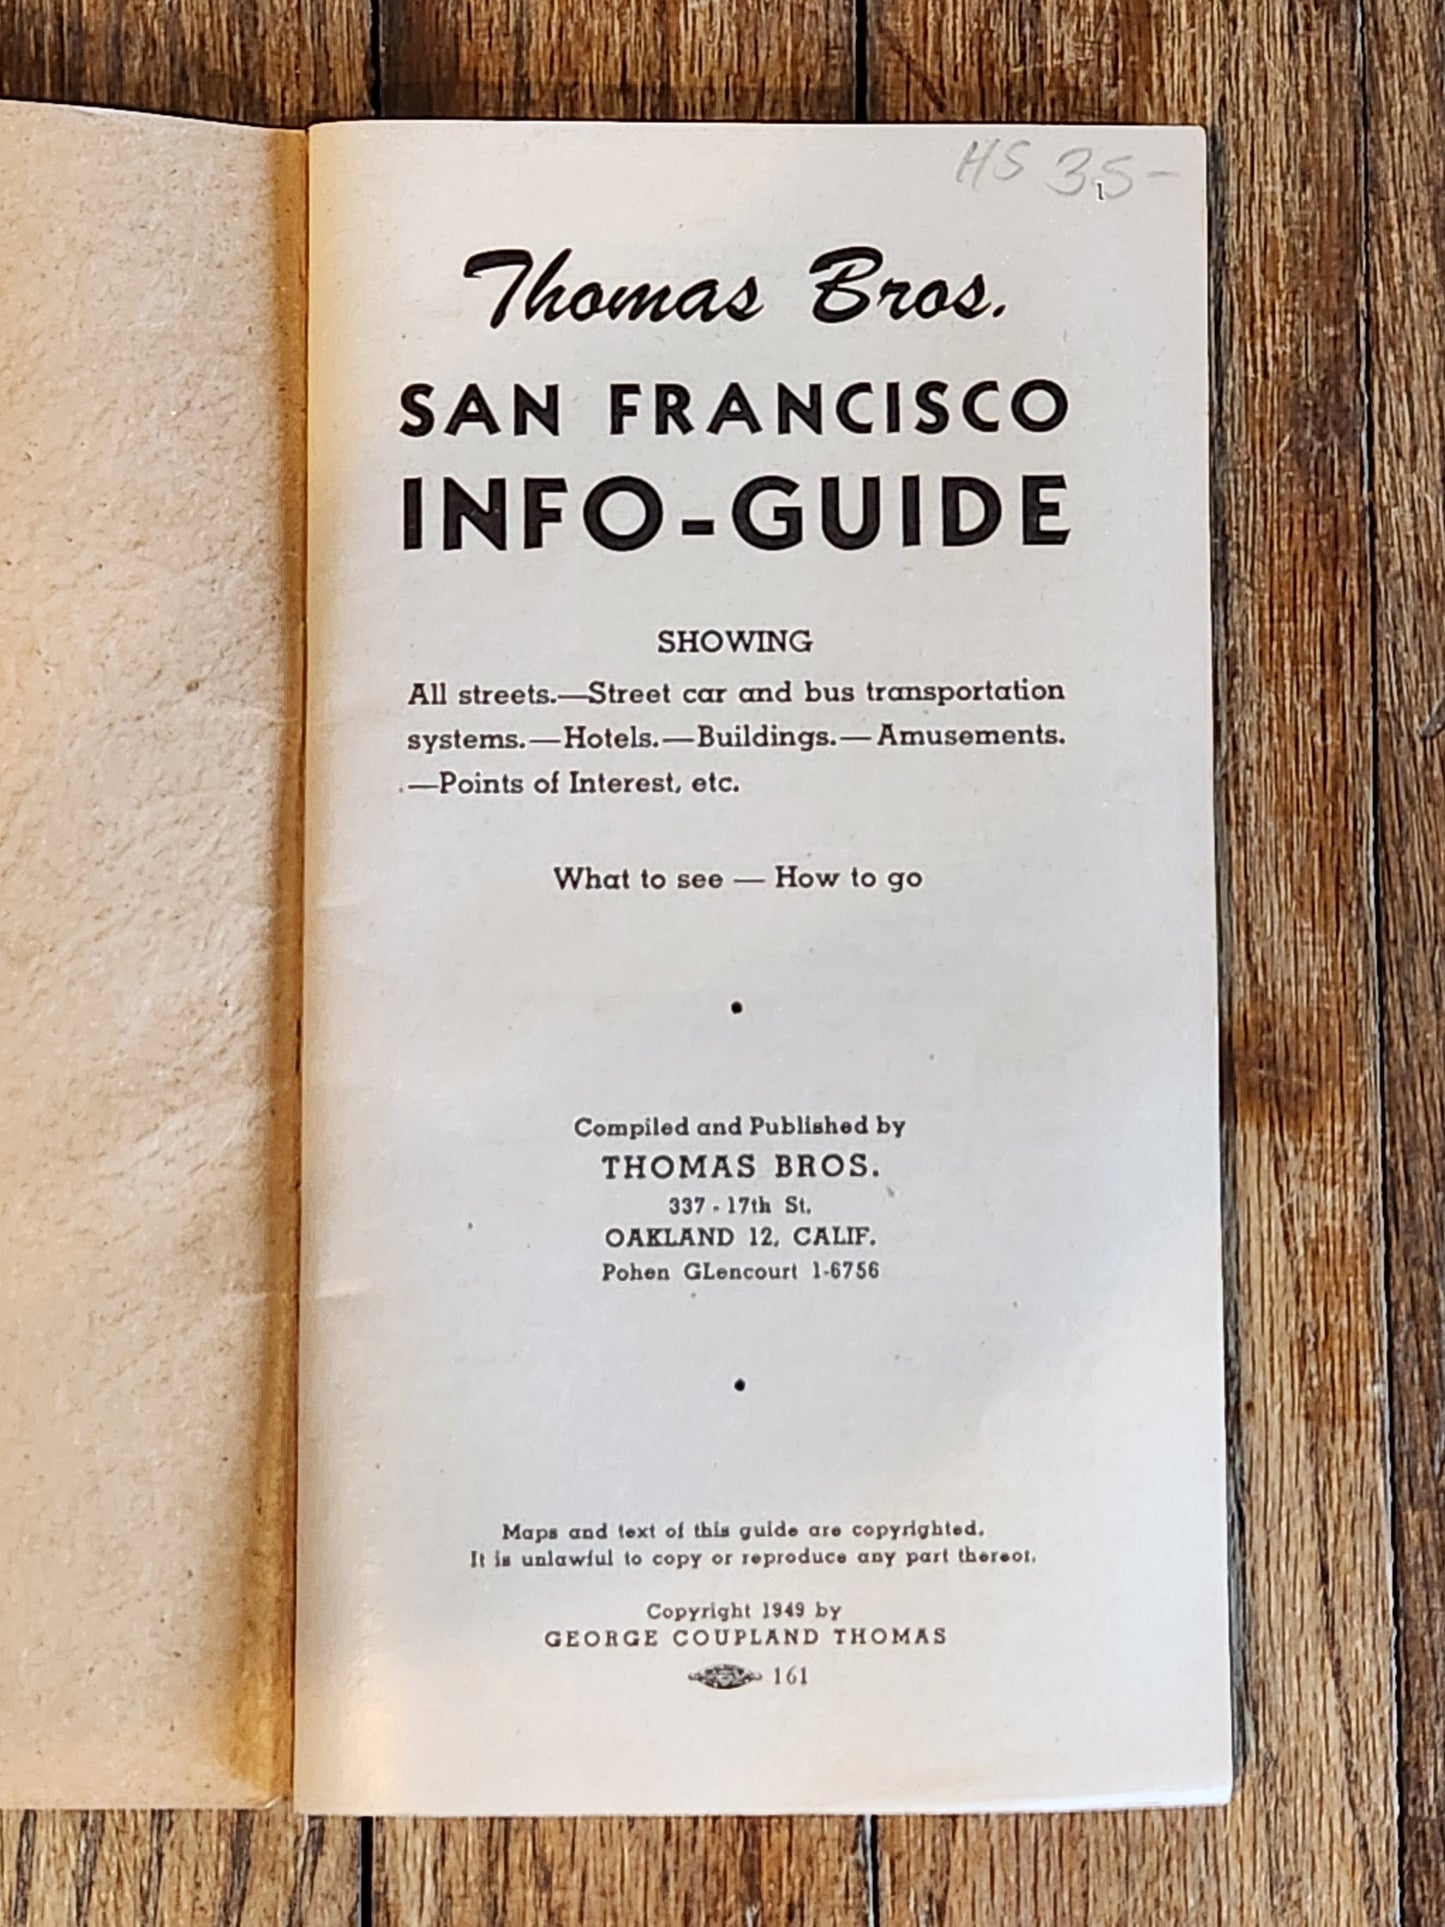 HS 35-
1
Thomas Bros.
SAN FRANCISCO
INFO-GUIDE
SHOWING
All streets.—Street car and bus transportation
systems.—Hotels.—Buildings.—Amusements.
.—Points of Interest, etc.
What to see — How to go
•
Compiled and Published by
THOMAS BROS.
337 - 17th St.
OAKLAND 12, CALIF.
Pohen GLencourt 1-6756
•
Maps and text of this guide are copyrighted.
It is unlawful to copy or reproduce any part thereof.
Copyright 1949 by
GEORGE COUPLAND THOMAS
161